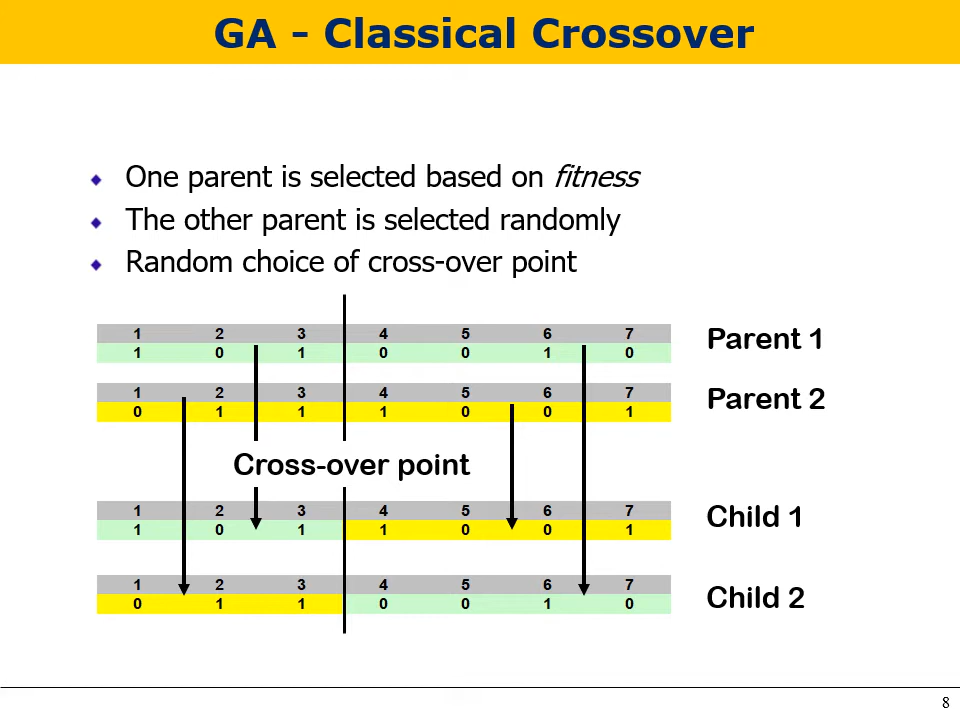 GA - Classical Crossover
One parent is selected based on fitness
The other parent is selected randomly
Random choice of cross-over point
1 2 3 4 5 6 7
1 0 1 0 0 1 0
Parent 1
1 2 3 4 5 6 7
0 1 1 1 0 0 1
Parent 2
Cross-over point
1 2 3 4 5 6 7
1 0 1 1 0 0 1
Child 1
1 2 3 4 5 6 7
0 1 1 0 0 1 0
Child 2
8